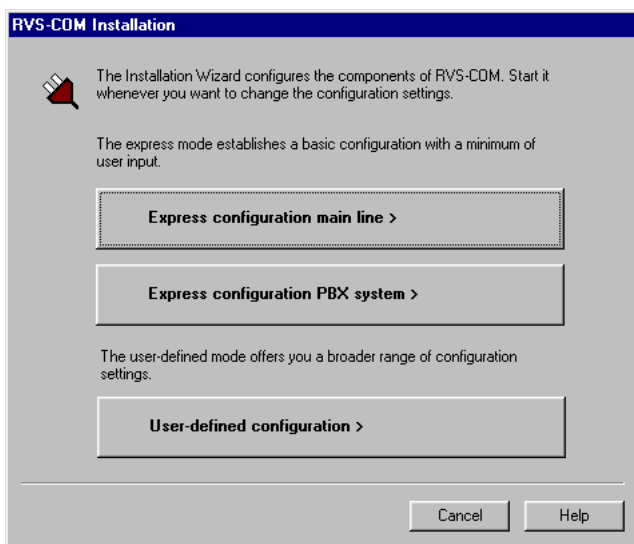 RVS-COM Installation
The Installation Wizard configures the components of RVS-COM. Start it
whenever you want to change the configuration settings.
The express mode establishes a basic configuration with a minimum of
user input.
Express configuration main line >
Express configuration PBX system >
The user-defined mode offers you a broader range of configuration
settings.
User-defined configuration >
Cancel
Help